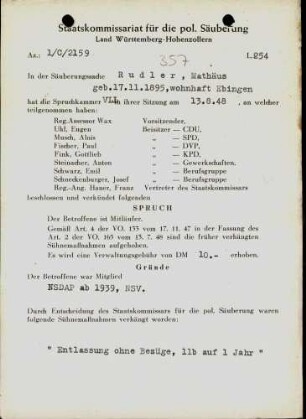 Staatskommissariat für die pol. Säuberung
Land Württemberg-Hohenzollern
Az.: 1/C/2159
357
L254
In der Säuberungssache Rudler, Mathäus
geb.17.11.1895,wohnhaft Ebingen
hat die Spruchkammer VII in ihrer Sitzung am 13.8.48 , an welcher
teilgenommen haben:
Reg.Assessor Wax Vorsitzender,
Uhl, Eugen Beisitzer — CDU,
Musch, Alois „ — SPD,
Fischer, Paul „ — DVP,
Fink, Gottlieb „ — KPD,
Steinacher, Anton „ — Gewerkschaften,
Schwarz, Emil „ — Berufsgruppe
Schneckenburger, Josef „ — Berufsgruppe
Reg.-Ang. Hauer, Franz Vertreter des Staatskommissars
beschlossen und verkündet folgenden
SPRUCH
Der Betroffene ist Mitläufer.
Gemäß Art. 4 der VO. 133 vom 17. 11. 47 in der Fassung des
Art. 2 der VO. 165 vom 13. 7. 48 sind die früher verhängten
Sühnemaßnahmen aufgehoben.
Es wird eine Verwaltungsgebühr von DM 10.- erhoben.
Gründe
Der Betroffene war Mitglied
NSDAP ab 1939, NSV.
Durch Entscheidung des Staatskommissars für die pol. Säuberung waren
folgende Sühnemaßnahmen verhängt worden:
" Entlassung ohne Bezüge, 11b auf 1 Jahr "